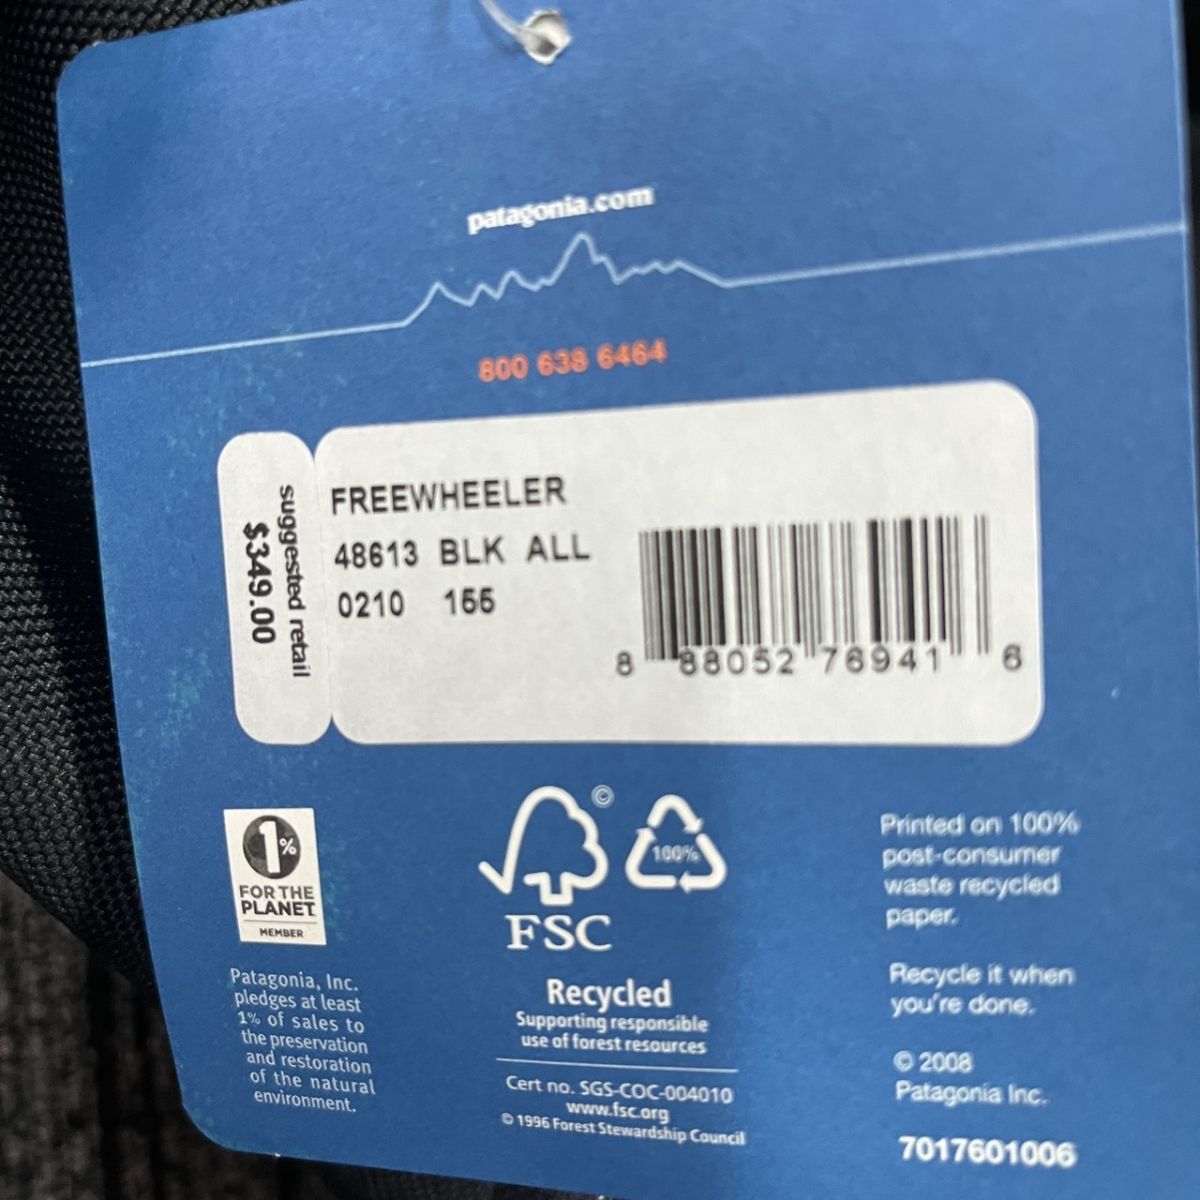 patagonia.com
800 638 6464
suggested retail
$349.00
FREEWHEELER
48613 BLK ALL
0210 155
8 88052 76941 6
1%
FOR THE
PLANET
MEMBER
Patagonia, Inc.
pledges at least
1% of sales to
the preservation
and restoration
of the natural
environment.
©
100%
FSC
Recycled
Supporting responsible
use of forest resources
Cert no. SGS-COC-004010
www.fsc.org
© 1996 Forest Stewardship Council
Printed on 100%
post-consumer
waste recycled
paper.
Recycle it when
you're done.
© 2008
Patagonia Inc.
7017601006